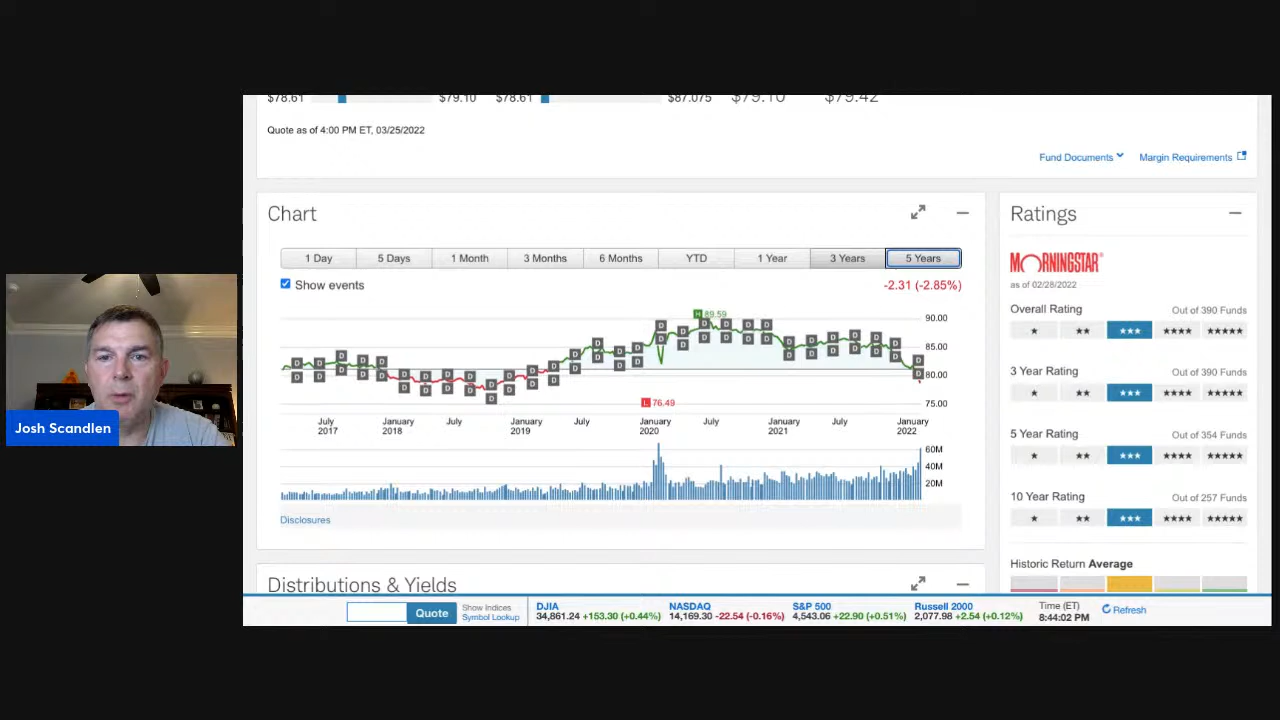 $78.61 $79.10 $78.61 $87.075 $79.10 $79.42
Quote as of 4:00 PM ET, 03/25/2022
Fund Documents Margin Requirements
Chart
1 Day 5 Days 1 Month 3 Months 6 Months YTD 1 Year 3 Years 5 Years
Show events
-2.31 (-2.85%)
H 89.59
90.00
85.00
80.00
75.00
L 76.49
July 2017
January 2018
July
January 2019
July
January 2020
July
January 2021
July
January 2022
60M
40M
20M
Disclosures
Distributions & Yields
Ratings
MORNINGSTAR®
as of 02/28/2022
Overall Rating Out of 390 Funds
3 Year Rating Out of 390 Funds
5 Year Rating Out of 354 Funds
10 Year Rating Out of 257 Funds
Historic Return Average
Josh Scandlen
Quote
Show Indices
Symbol Lookup
DJIA
34,861.24 +153.30 (+0.44%)
NASDAQ
14,169.30 -22.54 (-0.16%)
S&P 500
4,543.06 +22.90 (+0.51%)
Russell 2000
2,077.98 +2.54 (+0.12%)
Time (ET)
8:44:02 PM
Refresh